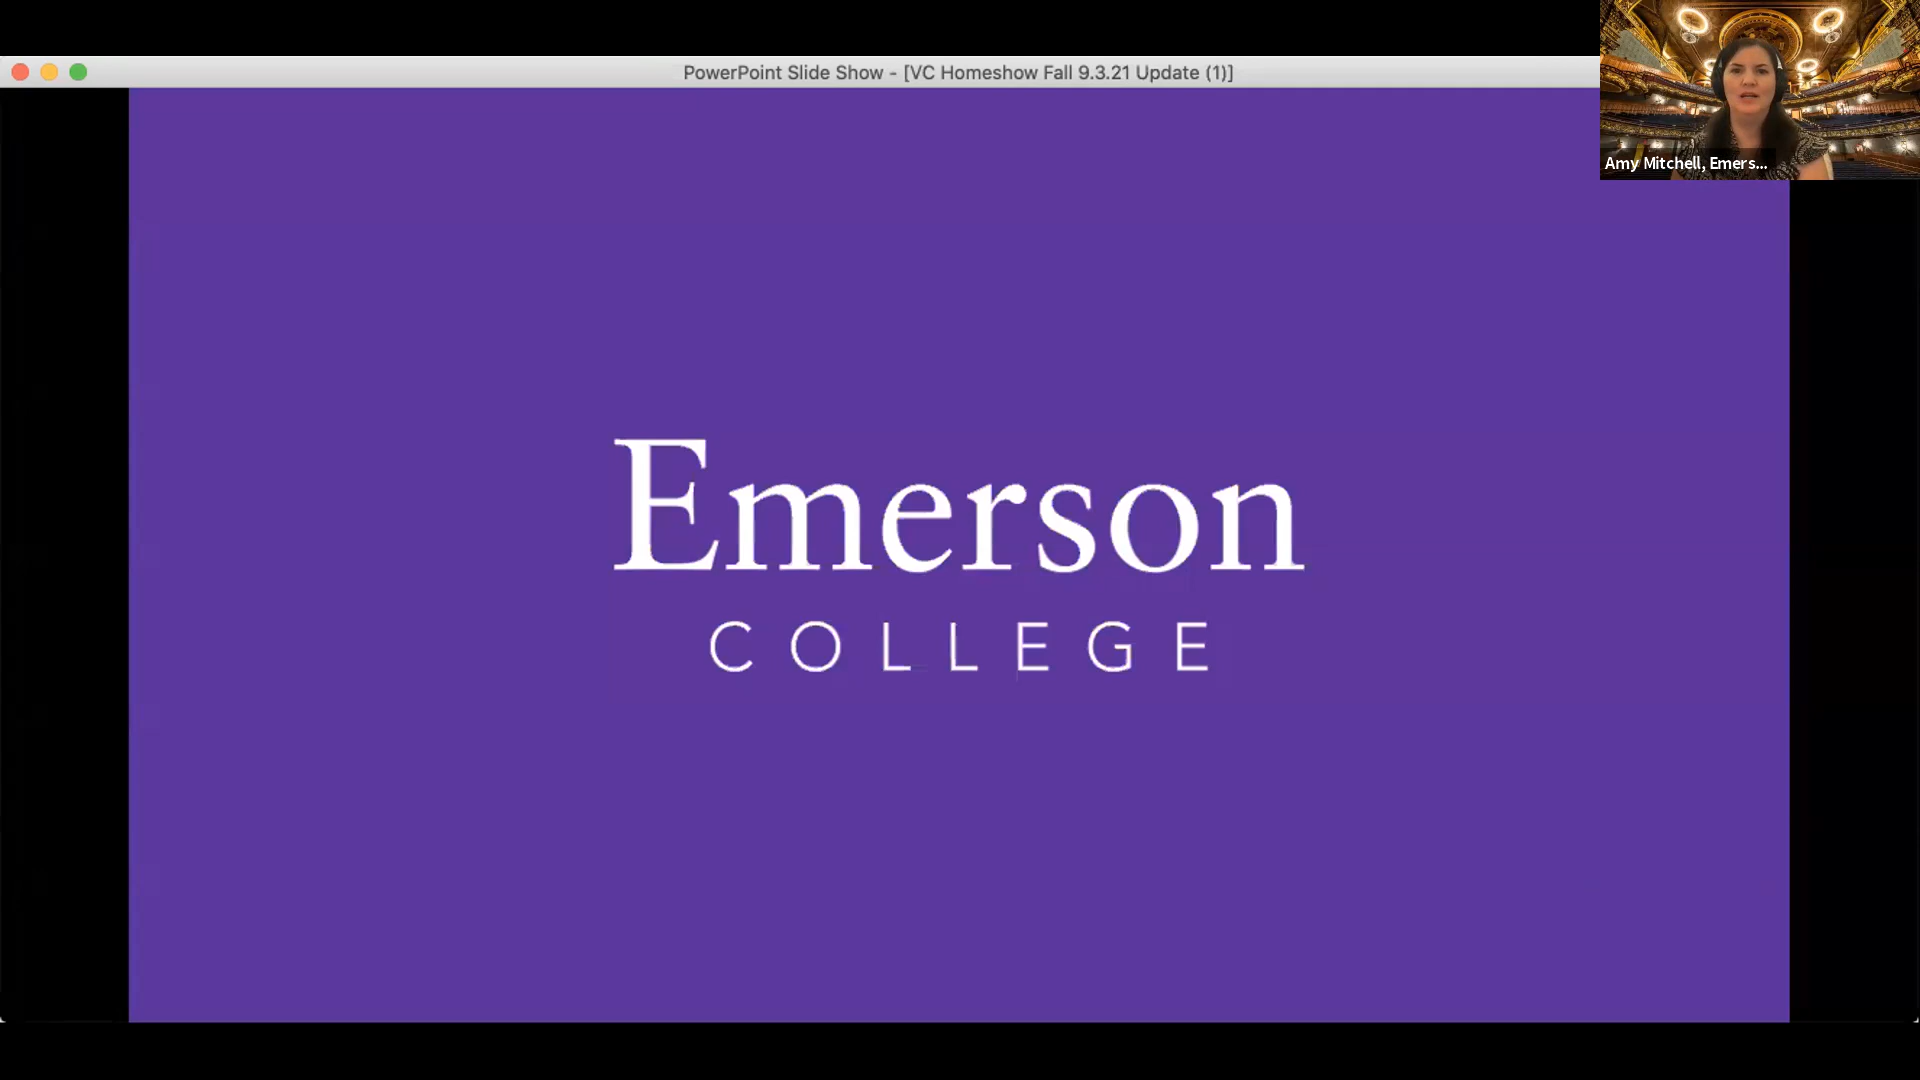 PowerPoint Slide Show - [VC Homeshow Fall 9.3.21 Update (1)]
Amy Mitchell, Emers...
Emerson
COLLEGE